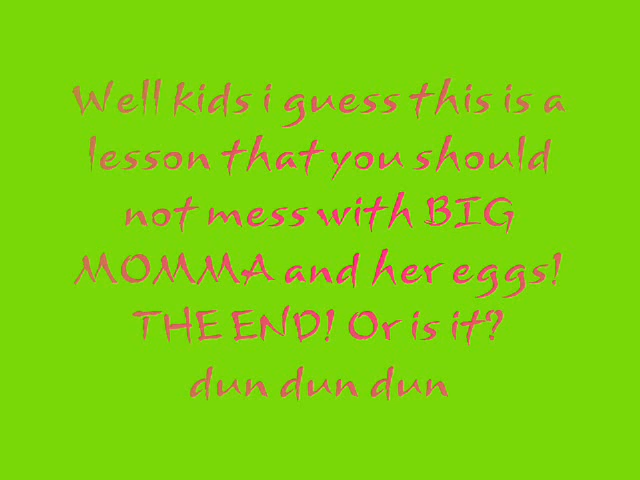 Well kids i guess this is a
lesson that you should
not mess with BIG
MOMMA and her eggs!
THE END! Or is it?
dun dun dun